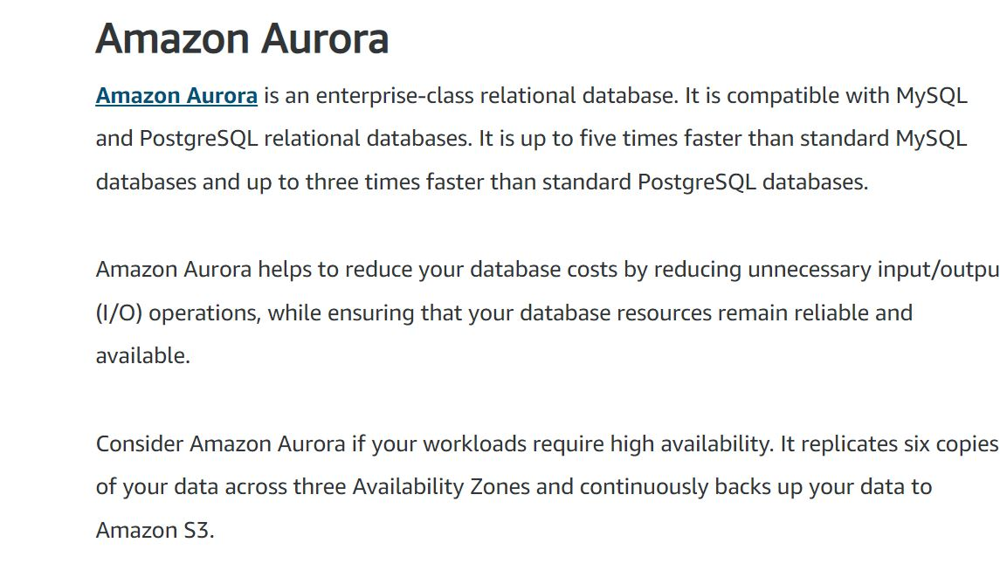 Amazon Aurora
Amazon Aurora is an enterprise-class relational database. It is compatible with MySQL
and PostgreSQL relational databases. It is up to five times faster than standard MySQL
databases and up to three times faster than standard PostgreSQL databases.
Amazon Aurora helps to reduce your database costs by reducing unnecessary input/outpu
(I/O) operations, while ensuring that your database resources remain reliable and
available.
Consider Amazon Aurora if your workloads require high availability. It replicates six copies
of your data across three Availability Zones and continuously backs up your data to
Amazon S3.